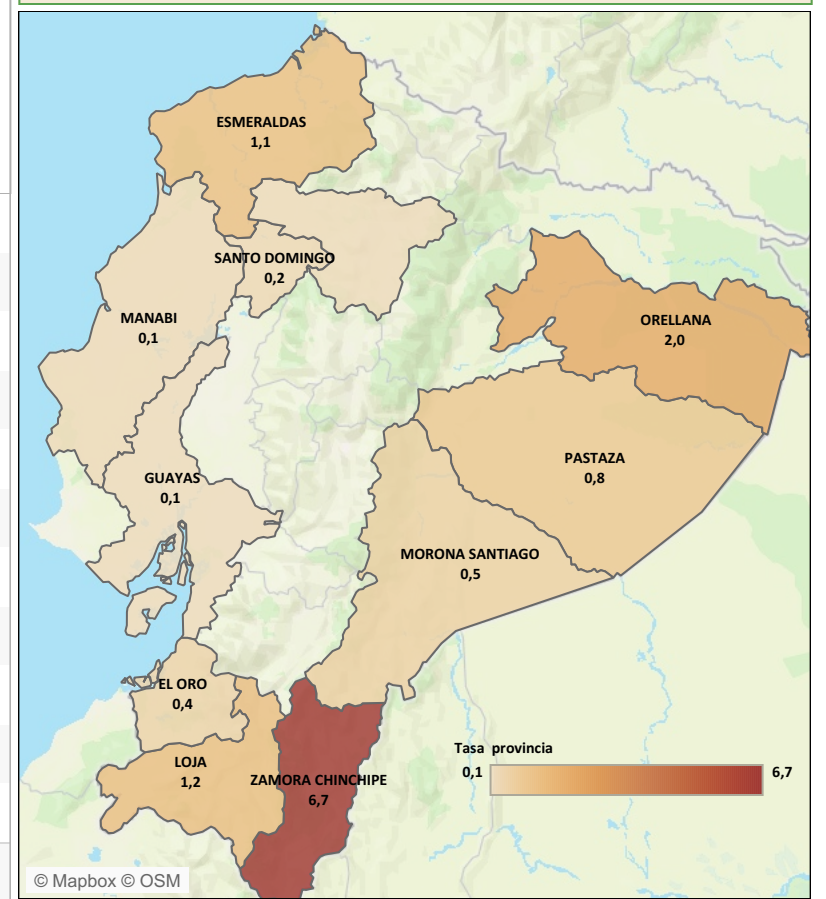 ESMERALDAS
1,1
SANTO DOMINGO
0,2
MANABI
0,1
ORELLANA
2,0
GUAYAS
0,1
PASTAZA
0,8
MORONA SANTIAGO
0,5
EL ORO
0,4
LOJA
1,2
ZAMORA CHINCHIPE
6,7
Tasa provincia
0,1
6,7
© Mapbox © OSM